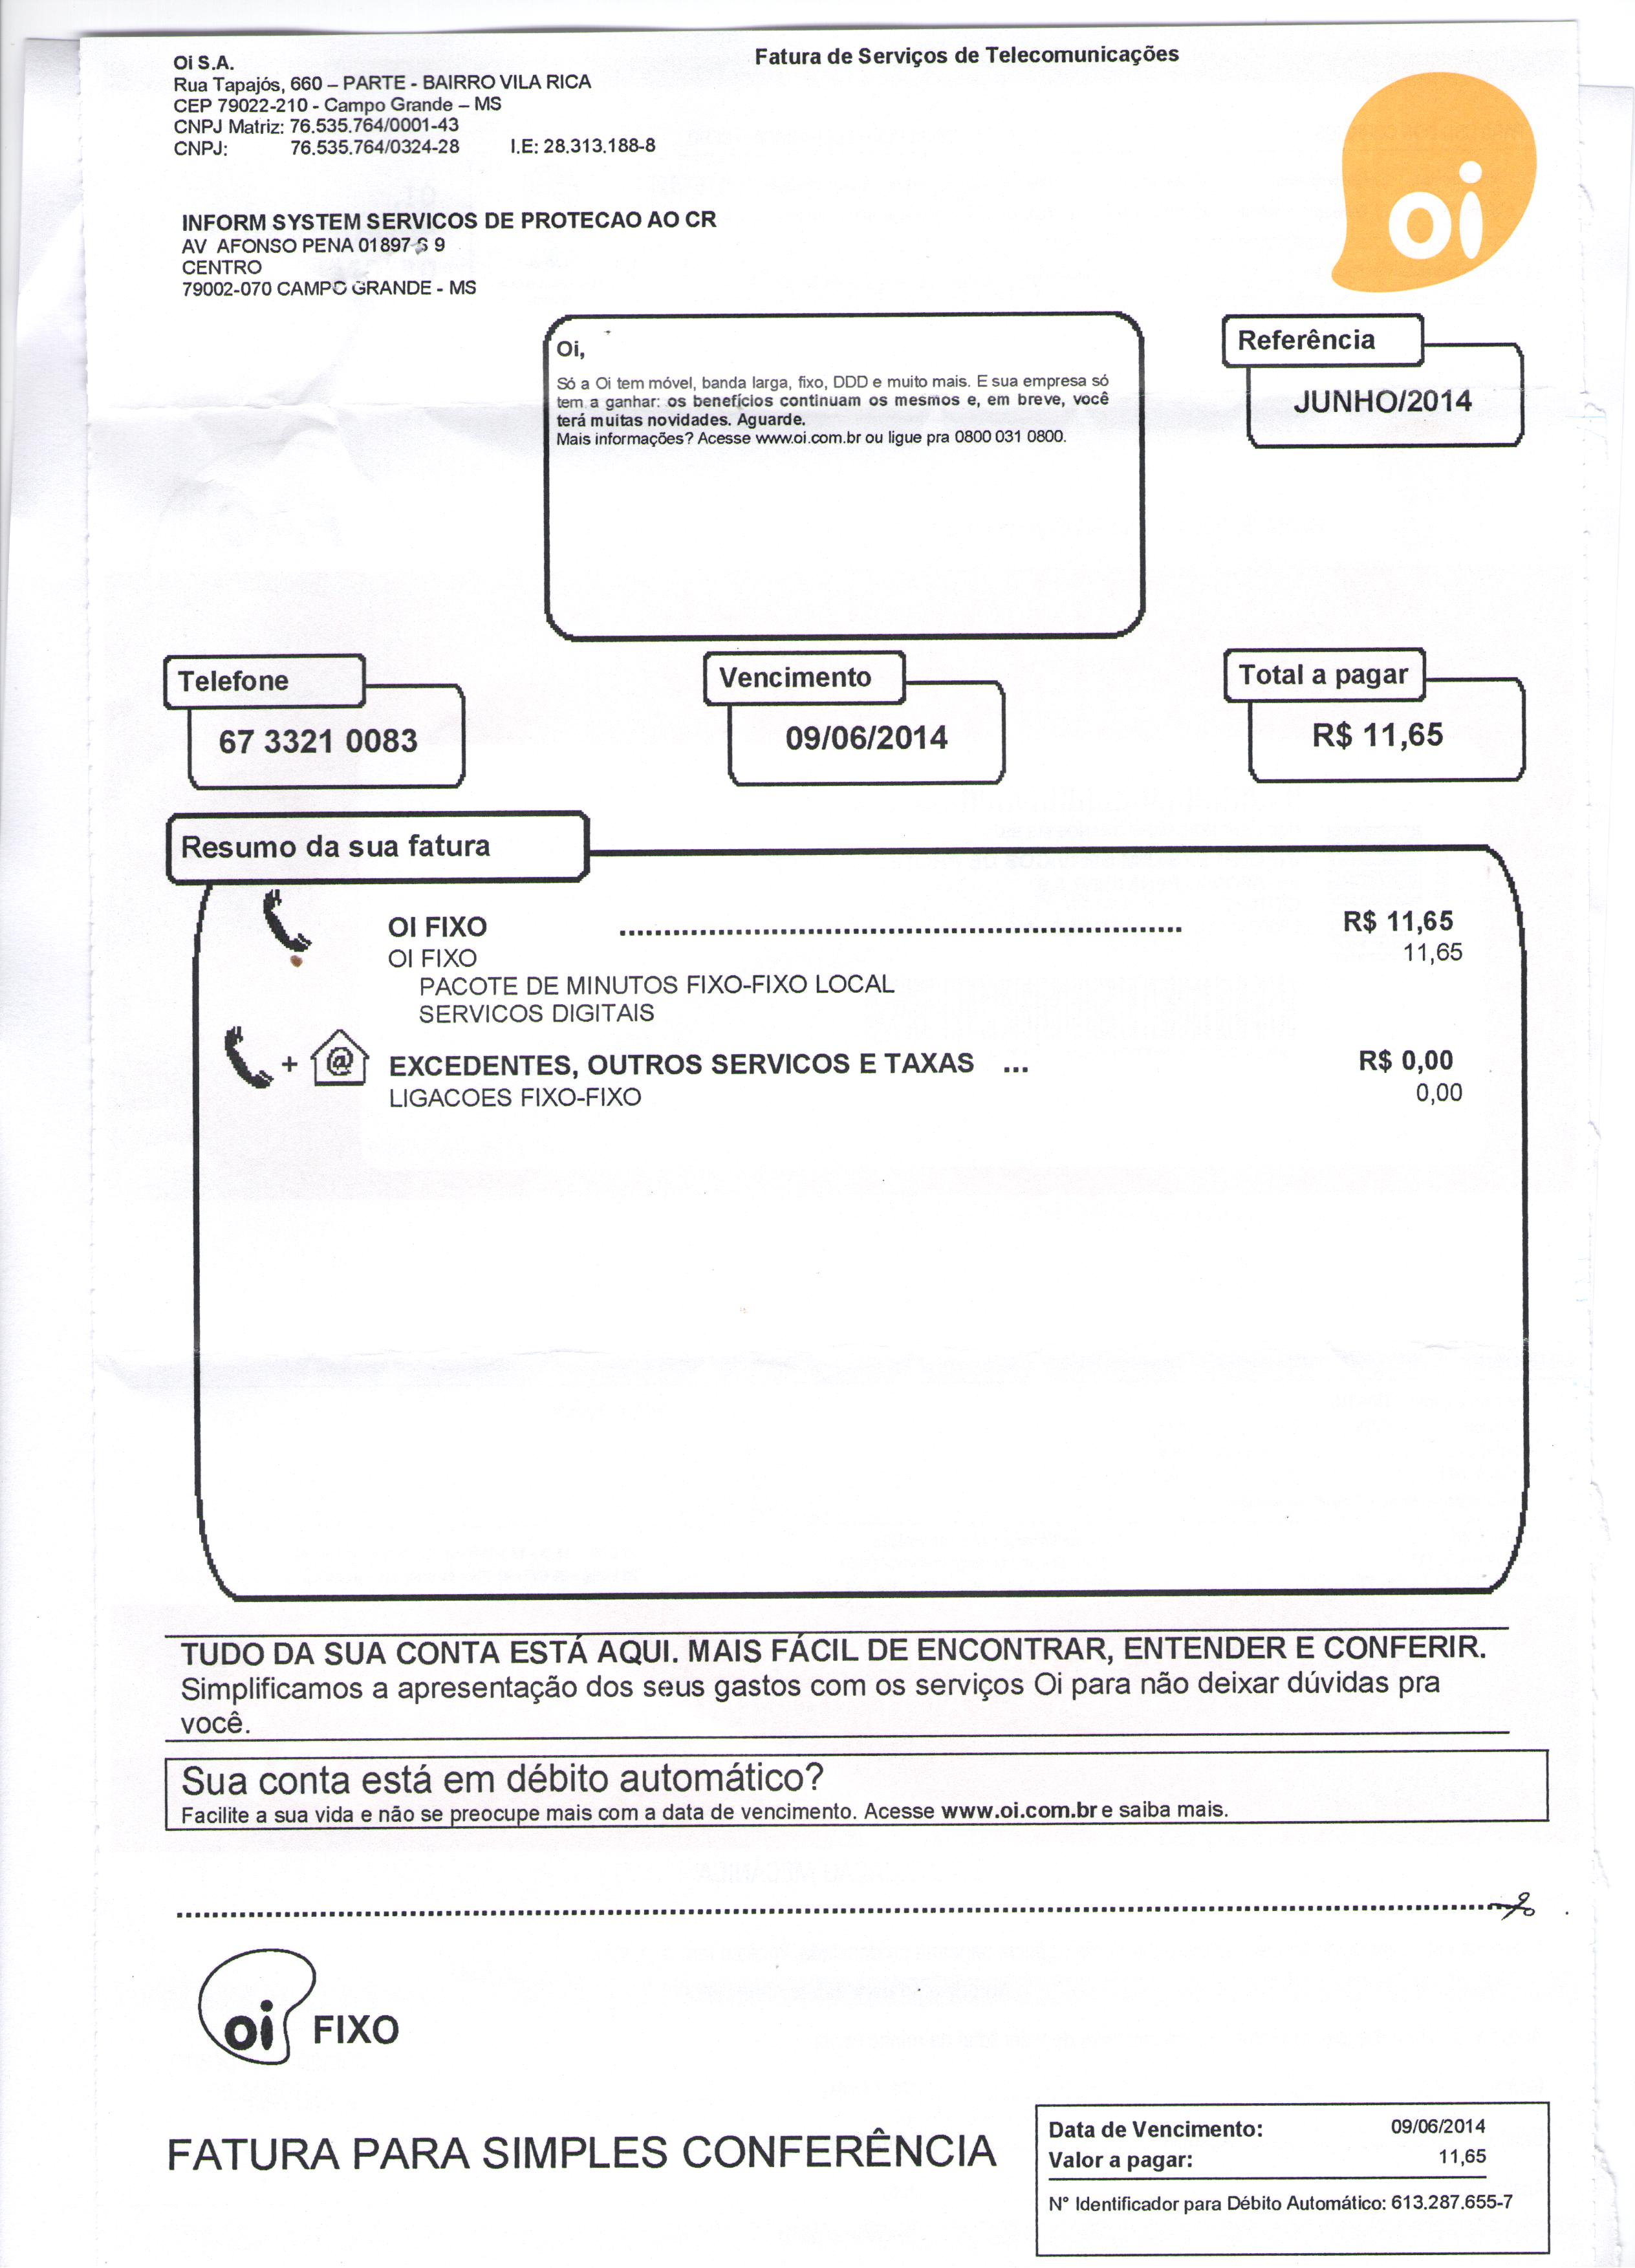 Oi S.A.
Rua Tapajós, 660 – PARTE - BAIRRO VILA RICA
CEP 79022-210 - Campo Grande – MS
CNPJ Matriz: 76.535.764/0001-43
CNPJ: 76.535.764/0324-28 I.E: 28.313.188-8
Fatura de Serviços de Telecomunicações
oi
INFORM SYSTEM SERVICOS DE PROTECAO AO CR
AV AFONSO PENA 01897 S 9
CENTRO
79002-070 CAMPO GRANDE - MS
Oi,
Só a Oi tem móvel, banda larga, fixo, DDD e muito mais. E sua empresa só
tem a ganhar: os benefícios continuam os mesmos e, em breve, você
terá muitas novidades. Aguarde.
Mais informações? Acesse www.oi.com.br ou ligue pra 0800 031 0800.
Referência
JUNHO/2014
Telefone
67 3321 0083
Vencimento
09/06/2014
Total a pagar
R$ 11,65
Resumo da sua fatura
OI FIXO ............................................................... R$ 11,65
OI FIXO 11,65
PACOTE DE MINUTOS FIXO-FIXO LOCAL
SERVICOS DIGITAIS
+ @ EXCEDENTES, OUTROS SERVICOS E TAXAS ... R$ 0,00
LIGACOES FIXO-FIXO 0,00
TUDO DA SUA CONTA ESTÁ AQUI. MAIS FÁCIL DE ENCONTRAR, ENTENDER E CONFERIR.
Simplificamos a apresentação dos seus gastos com os serviços Oi para não deixar dúvidas pra
você.
Sua conta está em débito automático?
Facilite a sua vida e não se preocupe mais com a data de vencimento. Acesse www.oi.com.br e saiba mais.
oi FIXO
FATURA PARA SIMPLES CONFERÊNCIA
Data de Vencimento: 09/06/2014
Valor a pagar: 11,65
N° Identificador para Débito Automático: 613.287.655-7